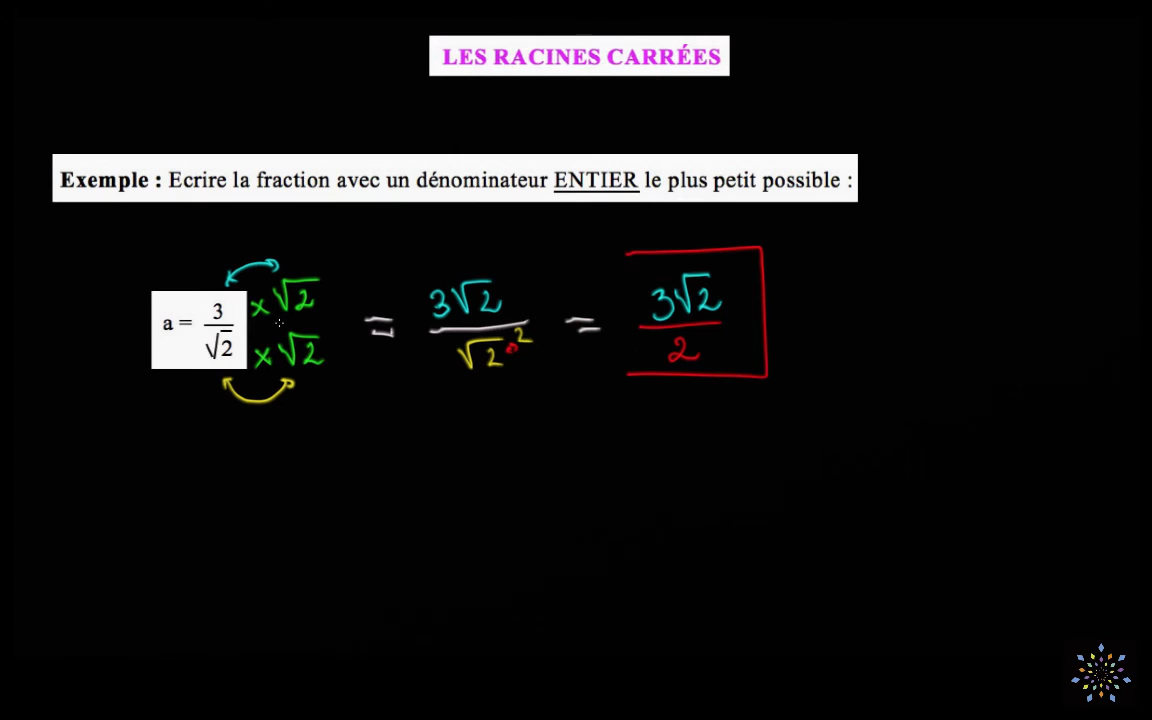 LES RACINES CARRÉES
Exemple : Ecrire la fraction avec un dénominateur ENTIER le plus petit possible :
a = 3/√2 ×√2/×√2 = 3√2/√2² = 3√2/2